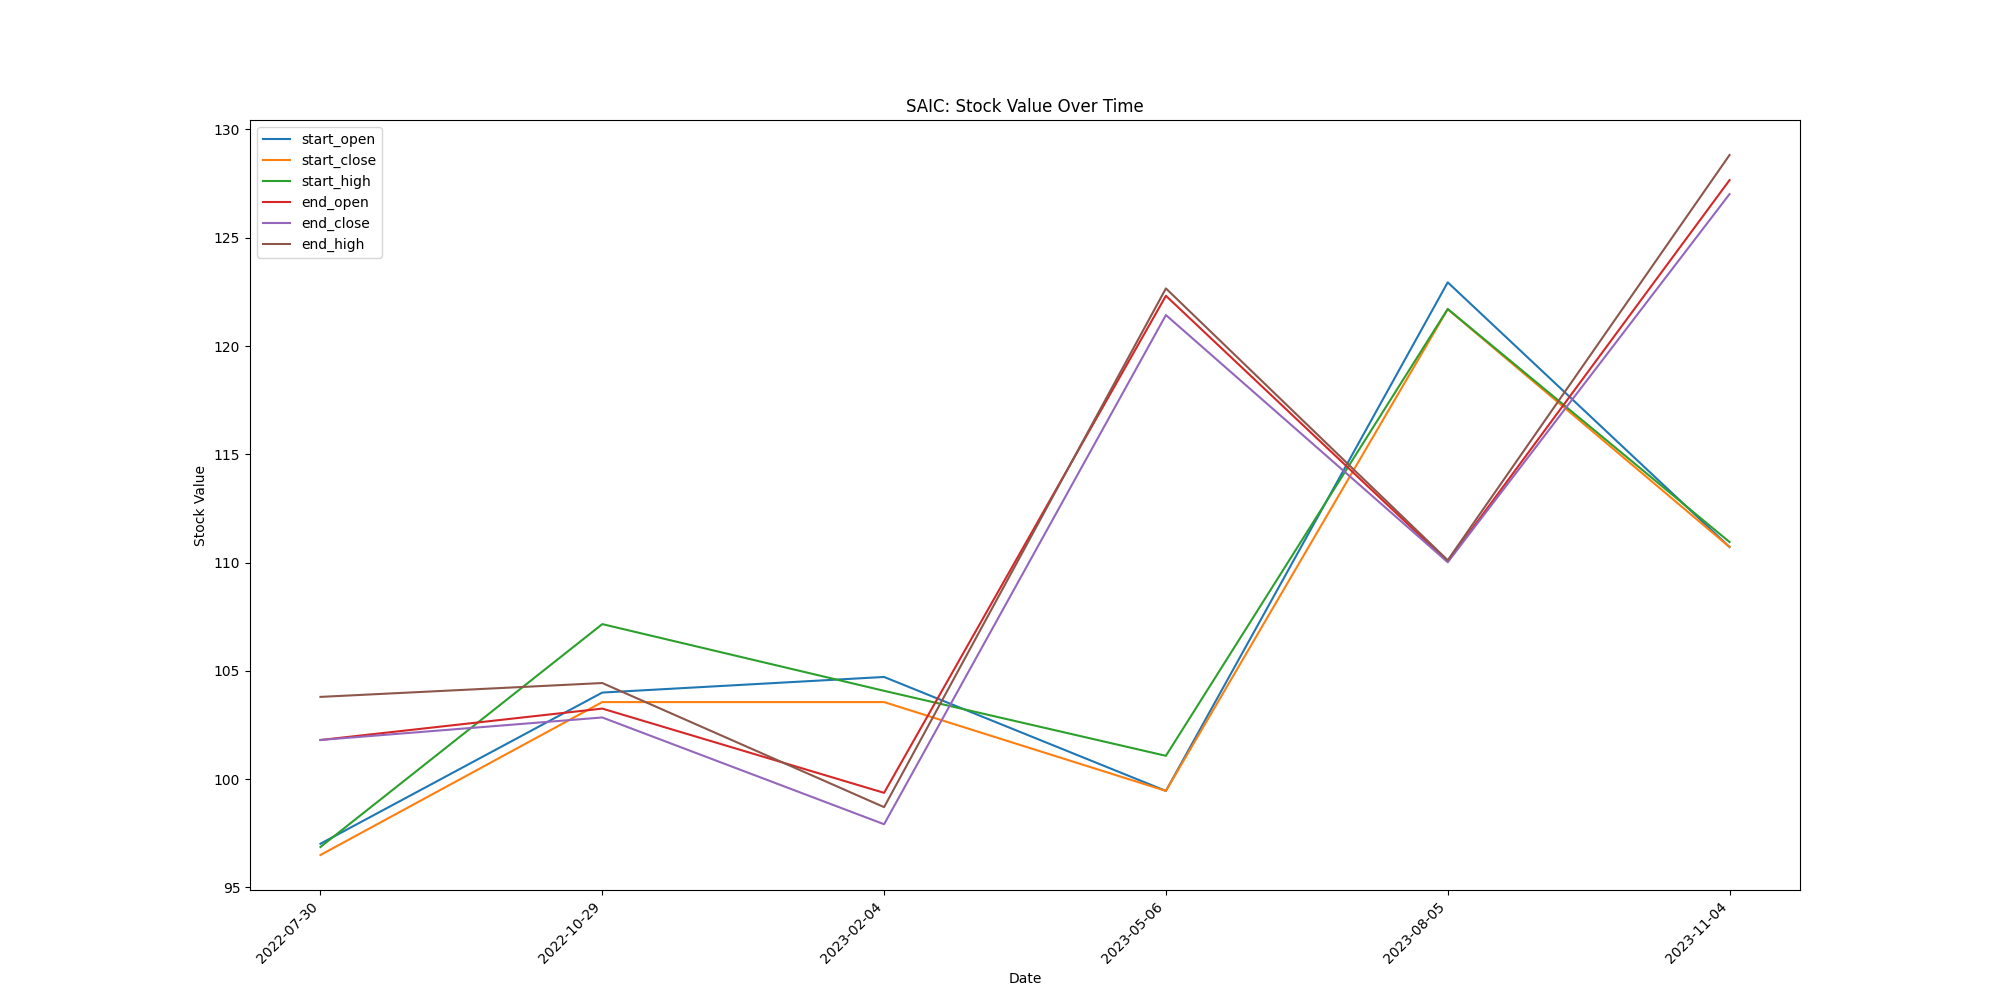 SAIC: Stock Value Over Time
130
125
120
115
110
105
100
95
Stock Value
start_open
start_close
start_high
end_open
end_close
end_high
2022-07-30
2022-10-29
2023-02-04
2023-05-06
2023-08-05
2023-11-04
Date